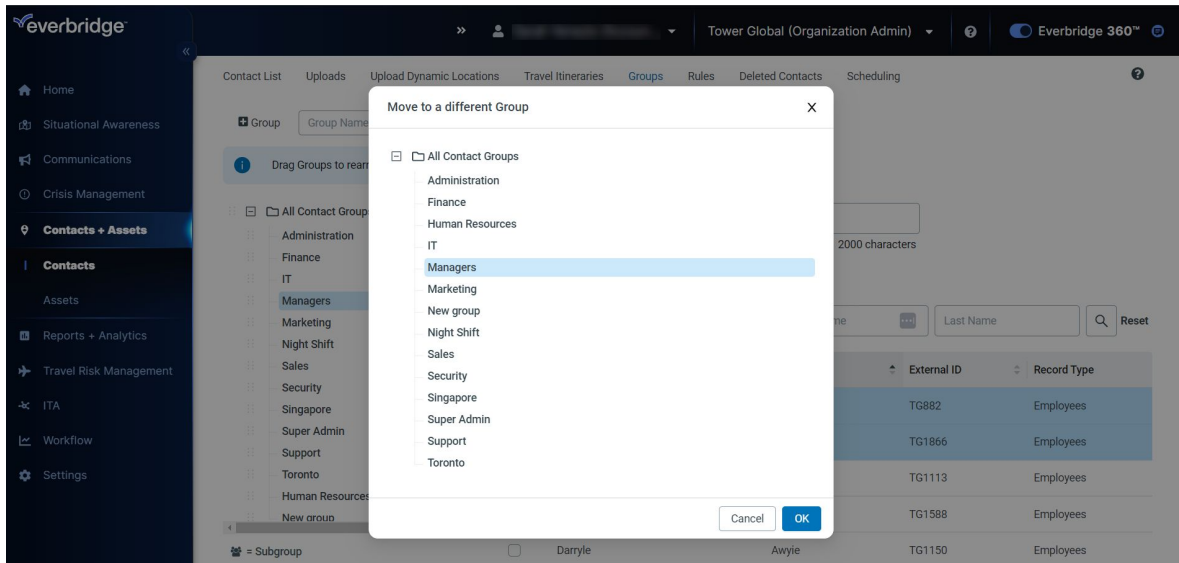 everbridge
Tower Global (Organization Admin)
Everbridge 360™
Home
Situational Awareness
Communications
Crisis Management
Contacts + Assets
Contacts
Assets
Reports + Analytics
Travel Risk Management
ITA
Workflow
Settings
Contact List Uploads Upload Dynamic Locations Travel Itineraries Groups Rules Deleted Contacts Scheduling
Group Group Name
Drag Groups to rearr
All Contact Group
Administration
Finance
IT
Managers
Marketing
Night Shift
Sales
Security
Singapore
Super Admin
Support
Toronto
Human Resources
New group
= Subgroup
Move to a different Group X
All Contact Groups
Administration
Finance
Human Resources
IT
Managers
Marketing
New group
Night Shift
Sales
Security
Singapore
Super Admin
Support
Toronto
Cancel OK
2000 characters
Last Name Reset
External ID Record Type
TG882 Employees
TG1866 Employees
TG1113 Employees
TG1588 Employees
Darryle Awyie TG1150 Employees